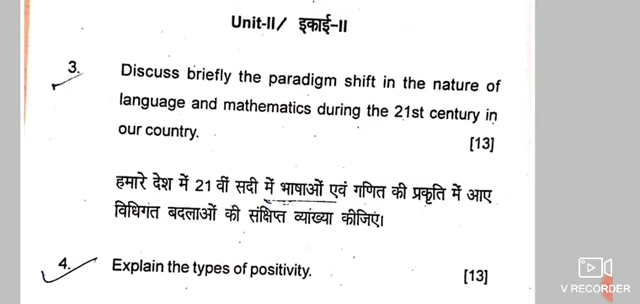 Unit-II/ इकाई-II
3.
Discuss briefly the paradigm shift in the nature of
language and mathematics during the 21st century in
our country.
[13]
हमारे देश में 21 वीं सदी में भाषाओं एवं गणित की प्रकृति में आए
विधिगत बदलाओं की संक्षिप्त व्यांख्या कीजिए।
4.
Explain the types of positivity.
[13]
V RECORDER